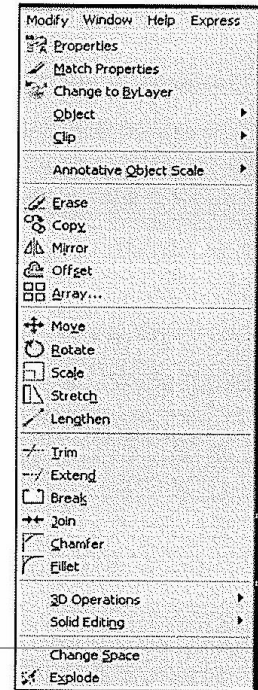 Modify Window Help Express
Properties
Match Properties
Change to ByLayer
Object
Clip
Annotative Object Scale
Erase
Copy
Mirror
Offset
Array...
Move
Rotate
Scale
Stretch
Lengthen
Trim
Extend
Break
Join
Chamfer
Fillet
3D Operations
Solid Editing
Change Space
Explode